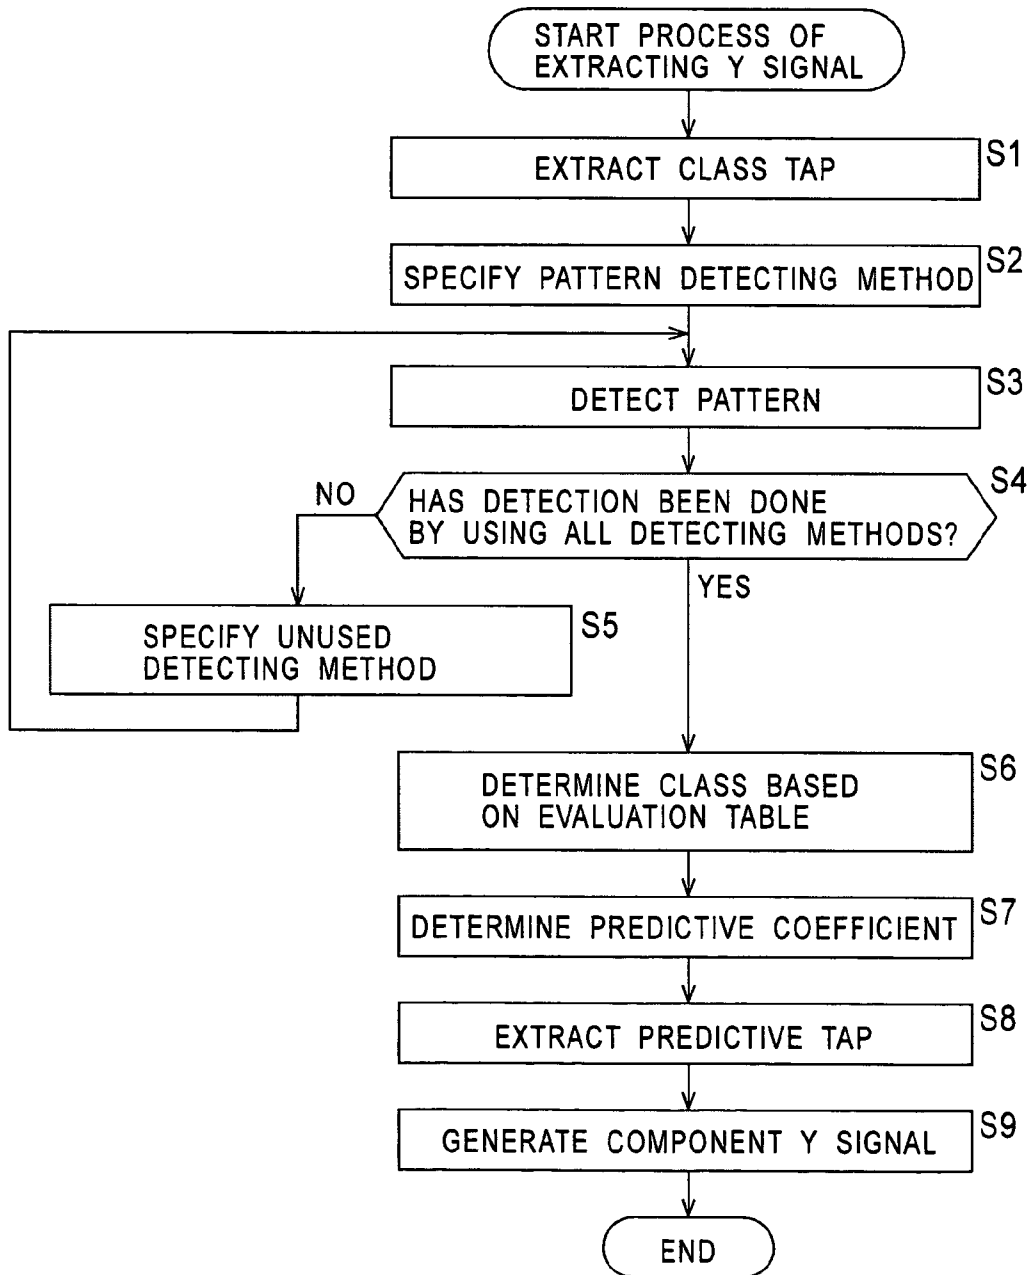 START PROCESS OF
EXTRACTING Y SIGNAL
EXTRACT CLASS TAP
S1
SPECIFY PATTERN DETECTING METHOD
S2
DETECT PATTERN
S3
HAS DETECTION BEEN DONE
BY USING ALL DETECTING METHODS?
S4
NO
YES
SPECIFY UNUSED
DETECTING METHOD
S5
DETERMINE CLASS BASED
ON EVALUATION TABLE
S6
DETERMINE PREDICTIVE COEFFICIENT
S7
EXTRACT PREDICTIVE TAP
S8
GENERATE COMPONENT Y SIGNAL
S9
END